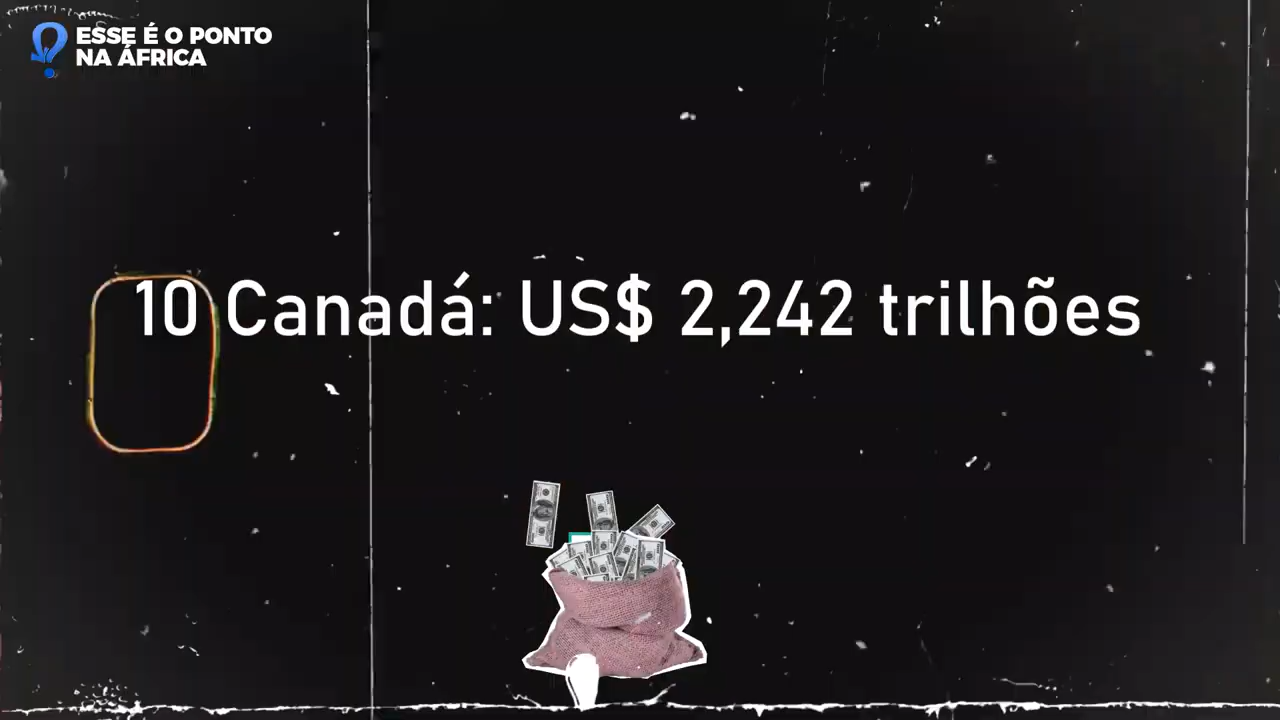 ESSE É O PONTO
NA ÁFRICA
10 Canadá: US$ 2,242 trilhões